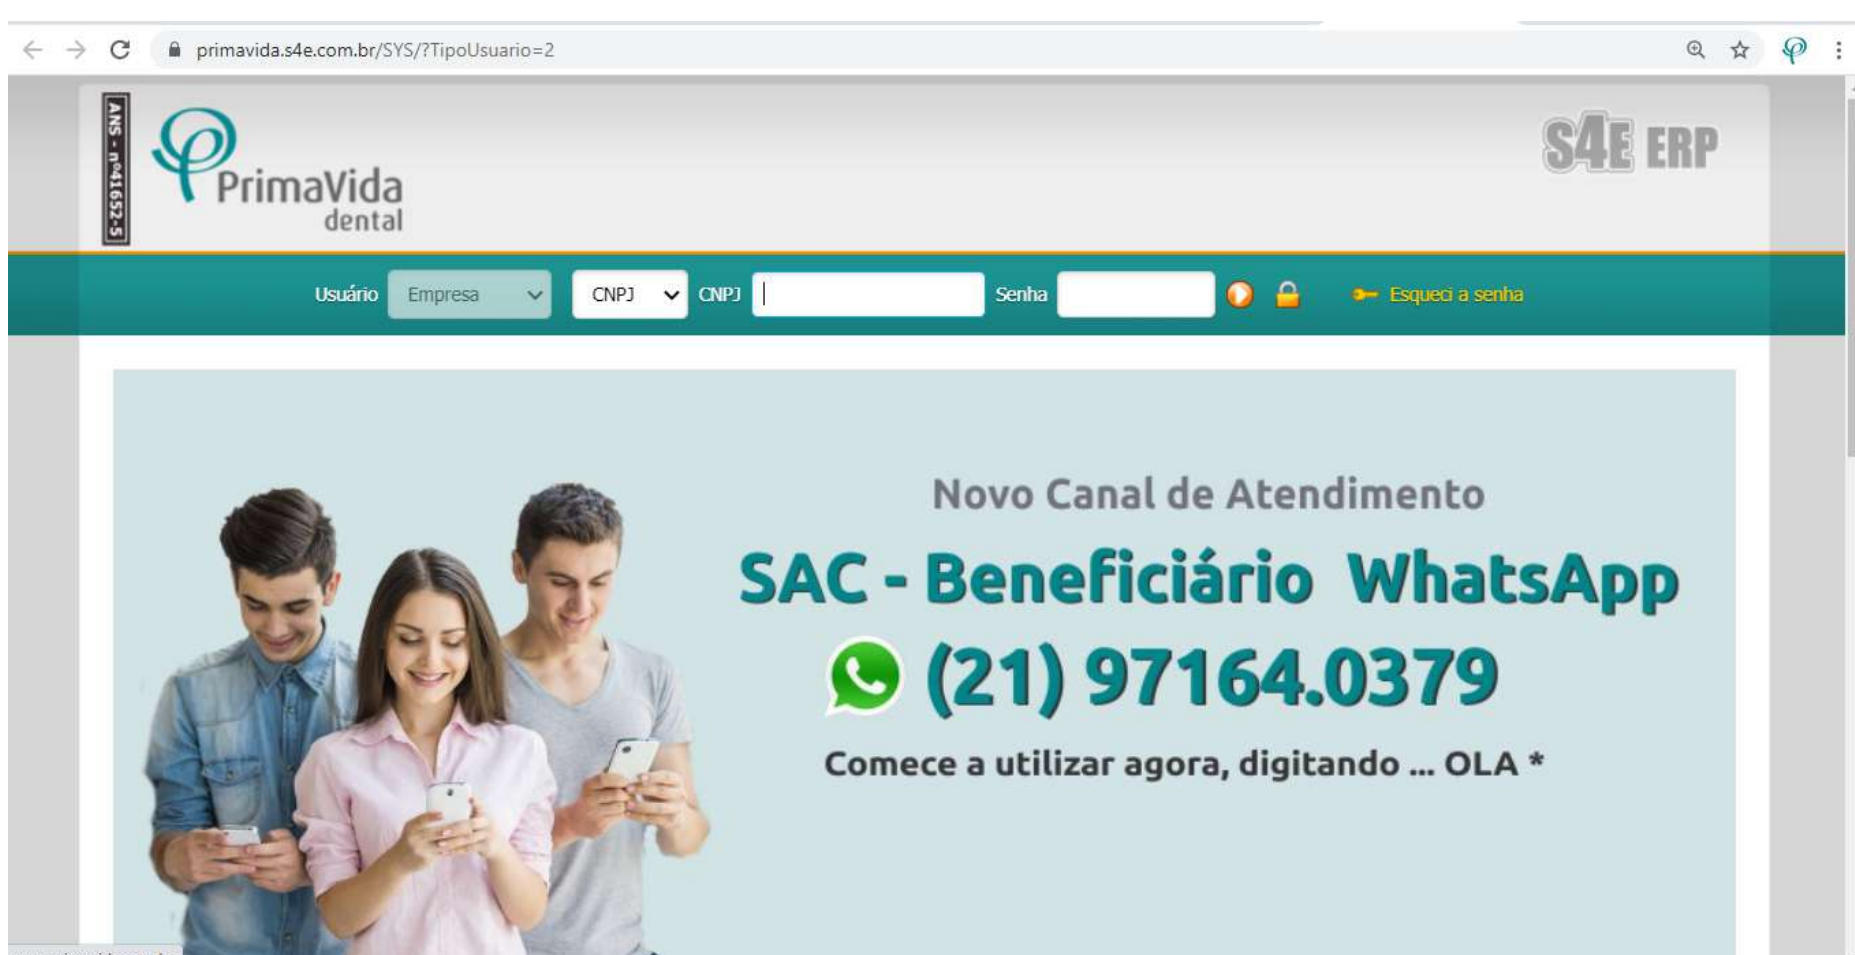 primavida.s4e.com.br/SYS/?TipoUsuario=2
ANS - nº41652-5
PrimaVida
dental
S4E ERP
Usuário Empresa CNPJ CNPJ Senha Esqueci a senha
Novo Canal de Atendimento
SAC - Beneficiário WhatsApp
(21) 97164.0379
Comece a utilizar agora, digitando ... OLA *